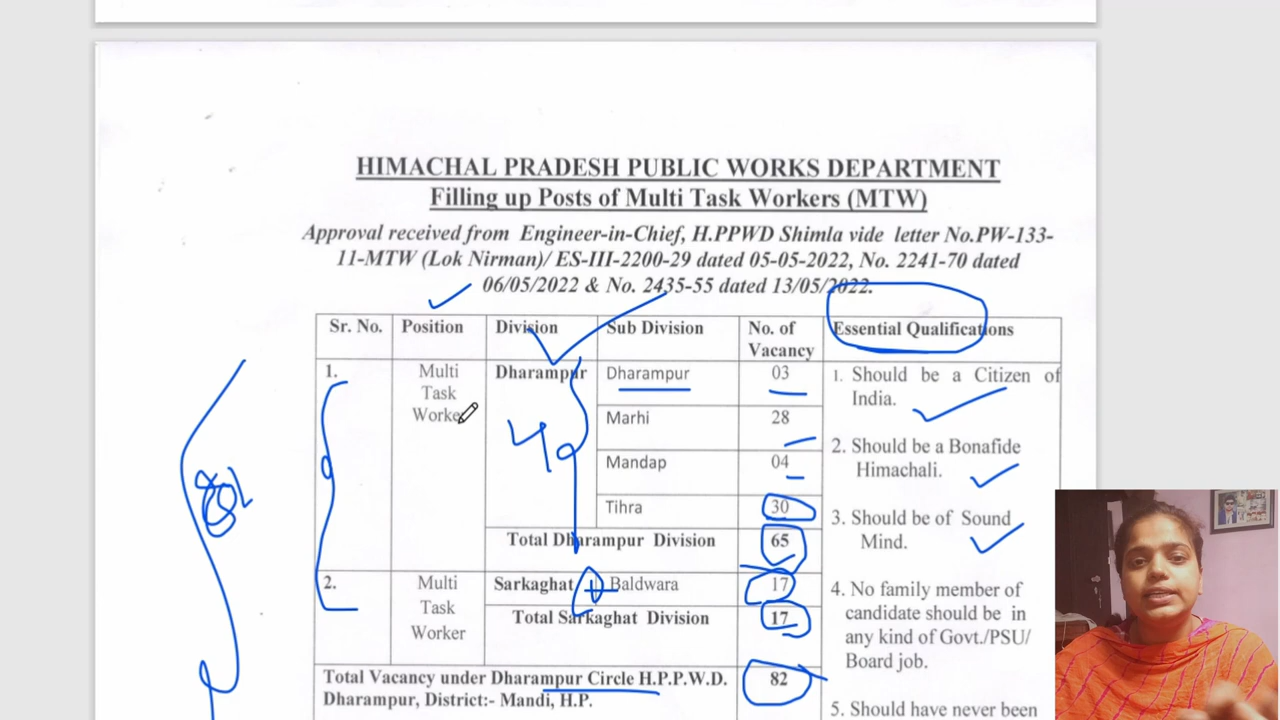 HIMACHAL PRADESH PUBLIC WORKS DEPARTMENT
Filling up Posts of Multi Task Workers (MTW)
Approval received from Engineer-in-Chief, H.PPWD Shimla vide letter No.PW-133-
11-MTW (Lok Nirman)/ ES-III-2200-29 dated 05-05-2022, No. 2241-70 dated
06/05/2022 & No. 2435-55 dated 13/05/2022.
Sr. No. Position Division Sub Division No. of Vacancy Essential Qualifications
1. Multi Task Worker Dharampur Dharampur 03
Marhi 28
Mandap 04
Tihra 30
Total Dharampur Division 65
2. Multi Task Worker Sarkaghat Baldwara 17
Total Sarkaghat Division 17
Total Vacancy under Dharampur Circle H.P.P.W.D. 82
Dharampur, District:- Mandi, H.P.
1. Should be a Citizen of
India.
2. Should be a Bonafide
Himachali.
3. Should be of Sound
Mind.
4. No family member of
candidate should be in
any kind of Govt./PSU/
Board job.
5. Should have never been